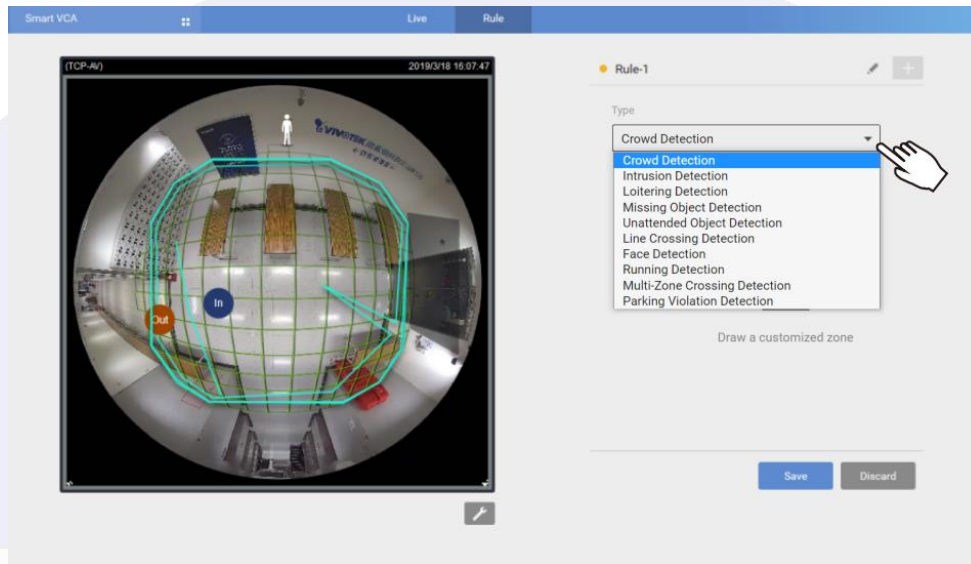 Smart VCA
Live
Rule
(TCP-AV)
2019/3/18 16:07:47
VIVOTEK
Out
In
Rule-1
Type
Crowd Detection
Crowd Detection
Intrusion Detection
Loitering Detection
Missing Object Detection
Unattended Object Detection
Line Crossing Detection
Face Detection
Running Detection
Multi-Zone Crossing Detection
Parking Violation Detection
Draw a customized zone
Save
Discard